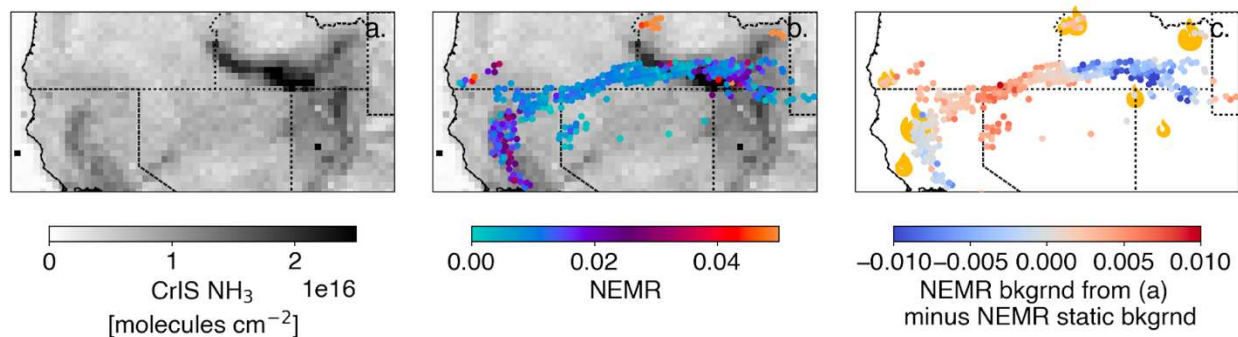 a.
b.
c.
0 1 2
1e16
CrIS NH₃
[molecules cm⁻²]
0.00 0.02 0.04
NEMR
−0.010 −0.005 0.000 0.005 0.010
NEMR bkgrnd from (a)
minus NEMR static bkgrnd